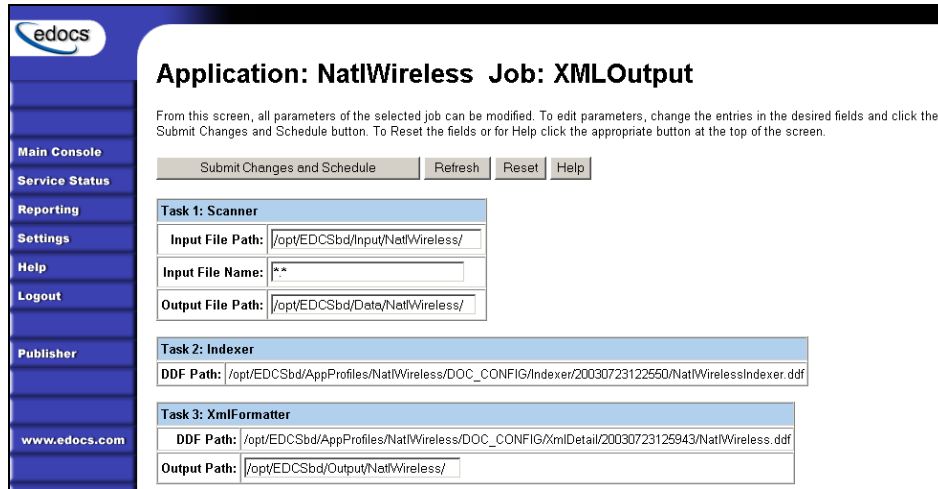 edocs
Application: NatlWireless Job: XMLOutput
From this screen, all parameters of the selected job can be modified. To edit parameters, change the entries in the desired fields and click the
Submit Changes and Schedule button. To Reset the fields or for Help click the appropriate button at the top of the screen.
Submit Changes and Schedule Refresh Reset Help
Main Console
Service Status
Reporting
Settings
Help
Logout
Publisher
www.edocs.com
Task 1: Scanner
Input File Path: /opt/EDCSbd/Input/NatlWireless/
Input File Name: *.*
Output File Path: /opt/EDCSbd/Data/NatlWireless/
Task 2: Indexer
DDF Path: /opt/EDCSbd/AppProfiles/NatlWireless/DOC_CONFIG/Indexer/20030723122550/NatlWirelessIndexer.ddf
Task 3: XmlFormatter
DDF Path: /opt/EDCSbd/AppProfiles/NatlWireless/DOC_CONFIG/XmlDetail/20030723125943/NatlWireless.ddf
Output Path: /opt/EDCSbd/Output/NatlWireless/